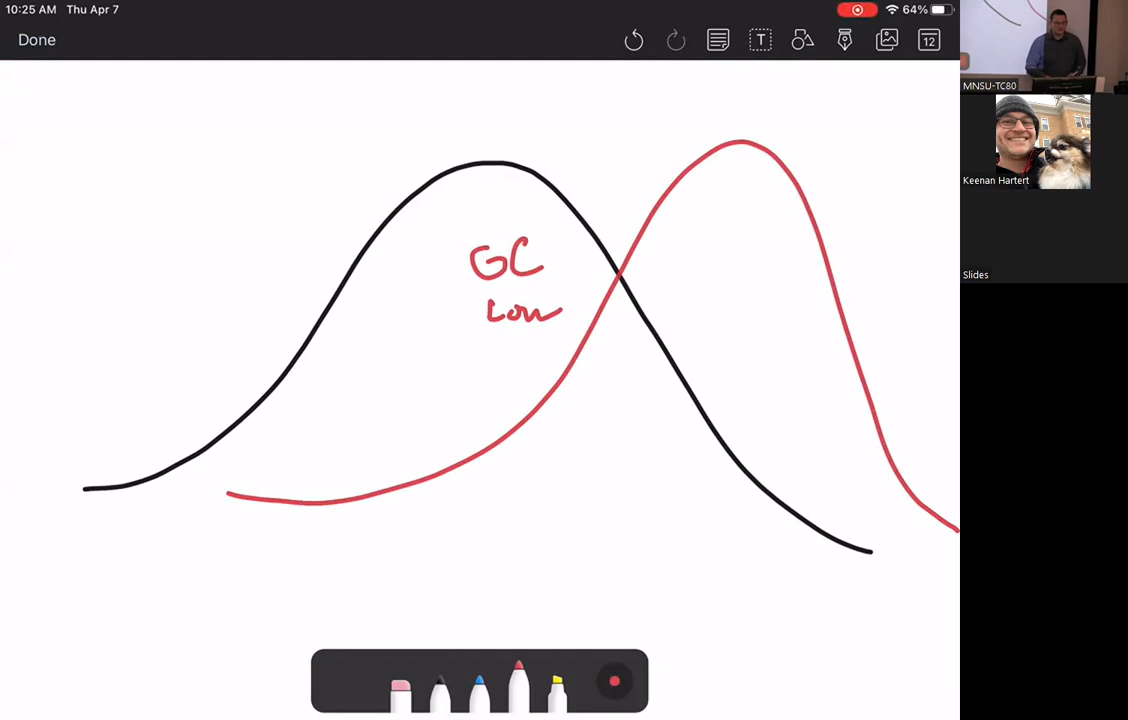 10:25 AM Thu Apr 7
64%
Done
T
12
GC
Low
MNSU-TC80
Keenan Hartert
Slides